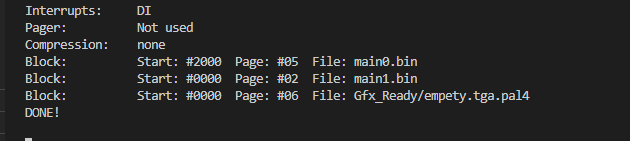 Interrupts: DI
Pager: Not used
Compression: none
Block: Start: #2000 Page: #05 File: main0.bin
Block: Start: #0000 Page: #02 File: main1.bin
Block: Start: #0000 Page: #06 File: Gfx_Ready/empety.tga.pal4
DONE!